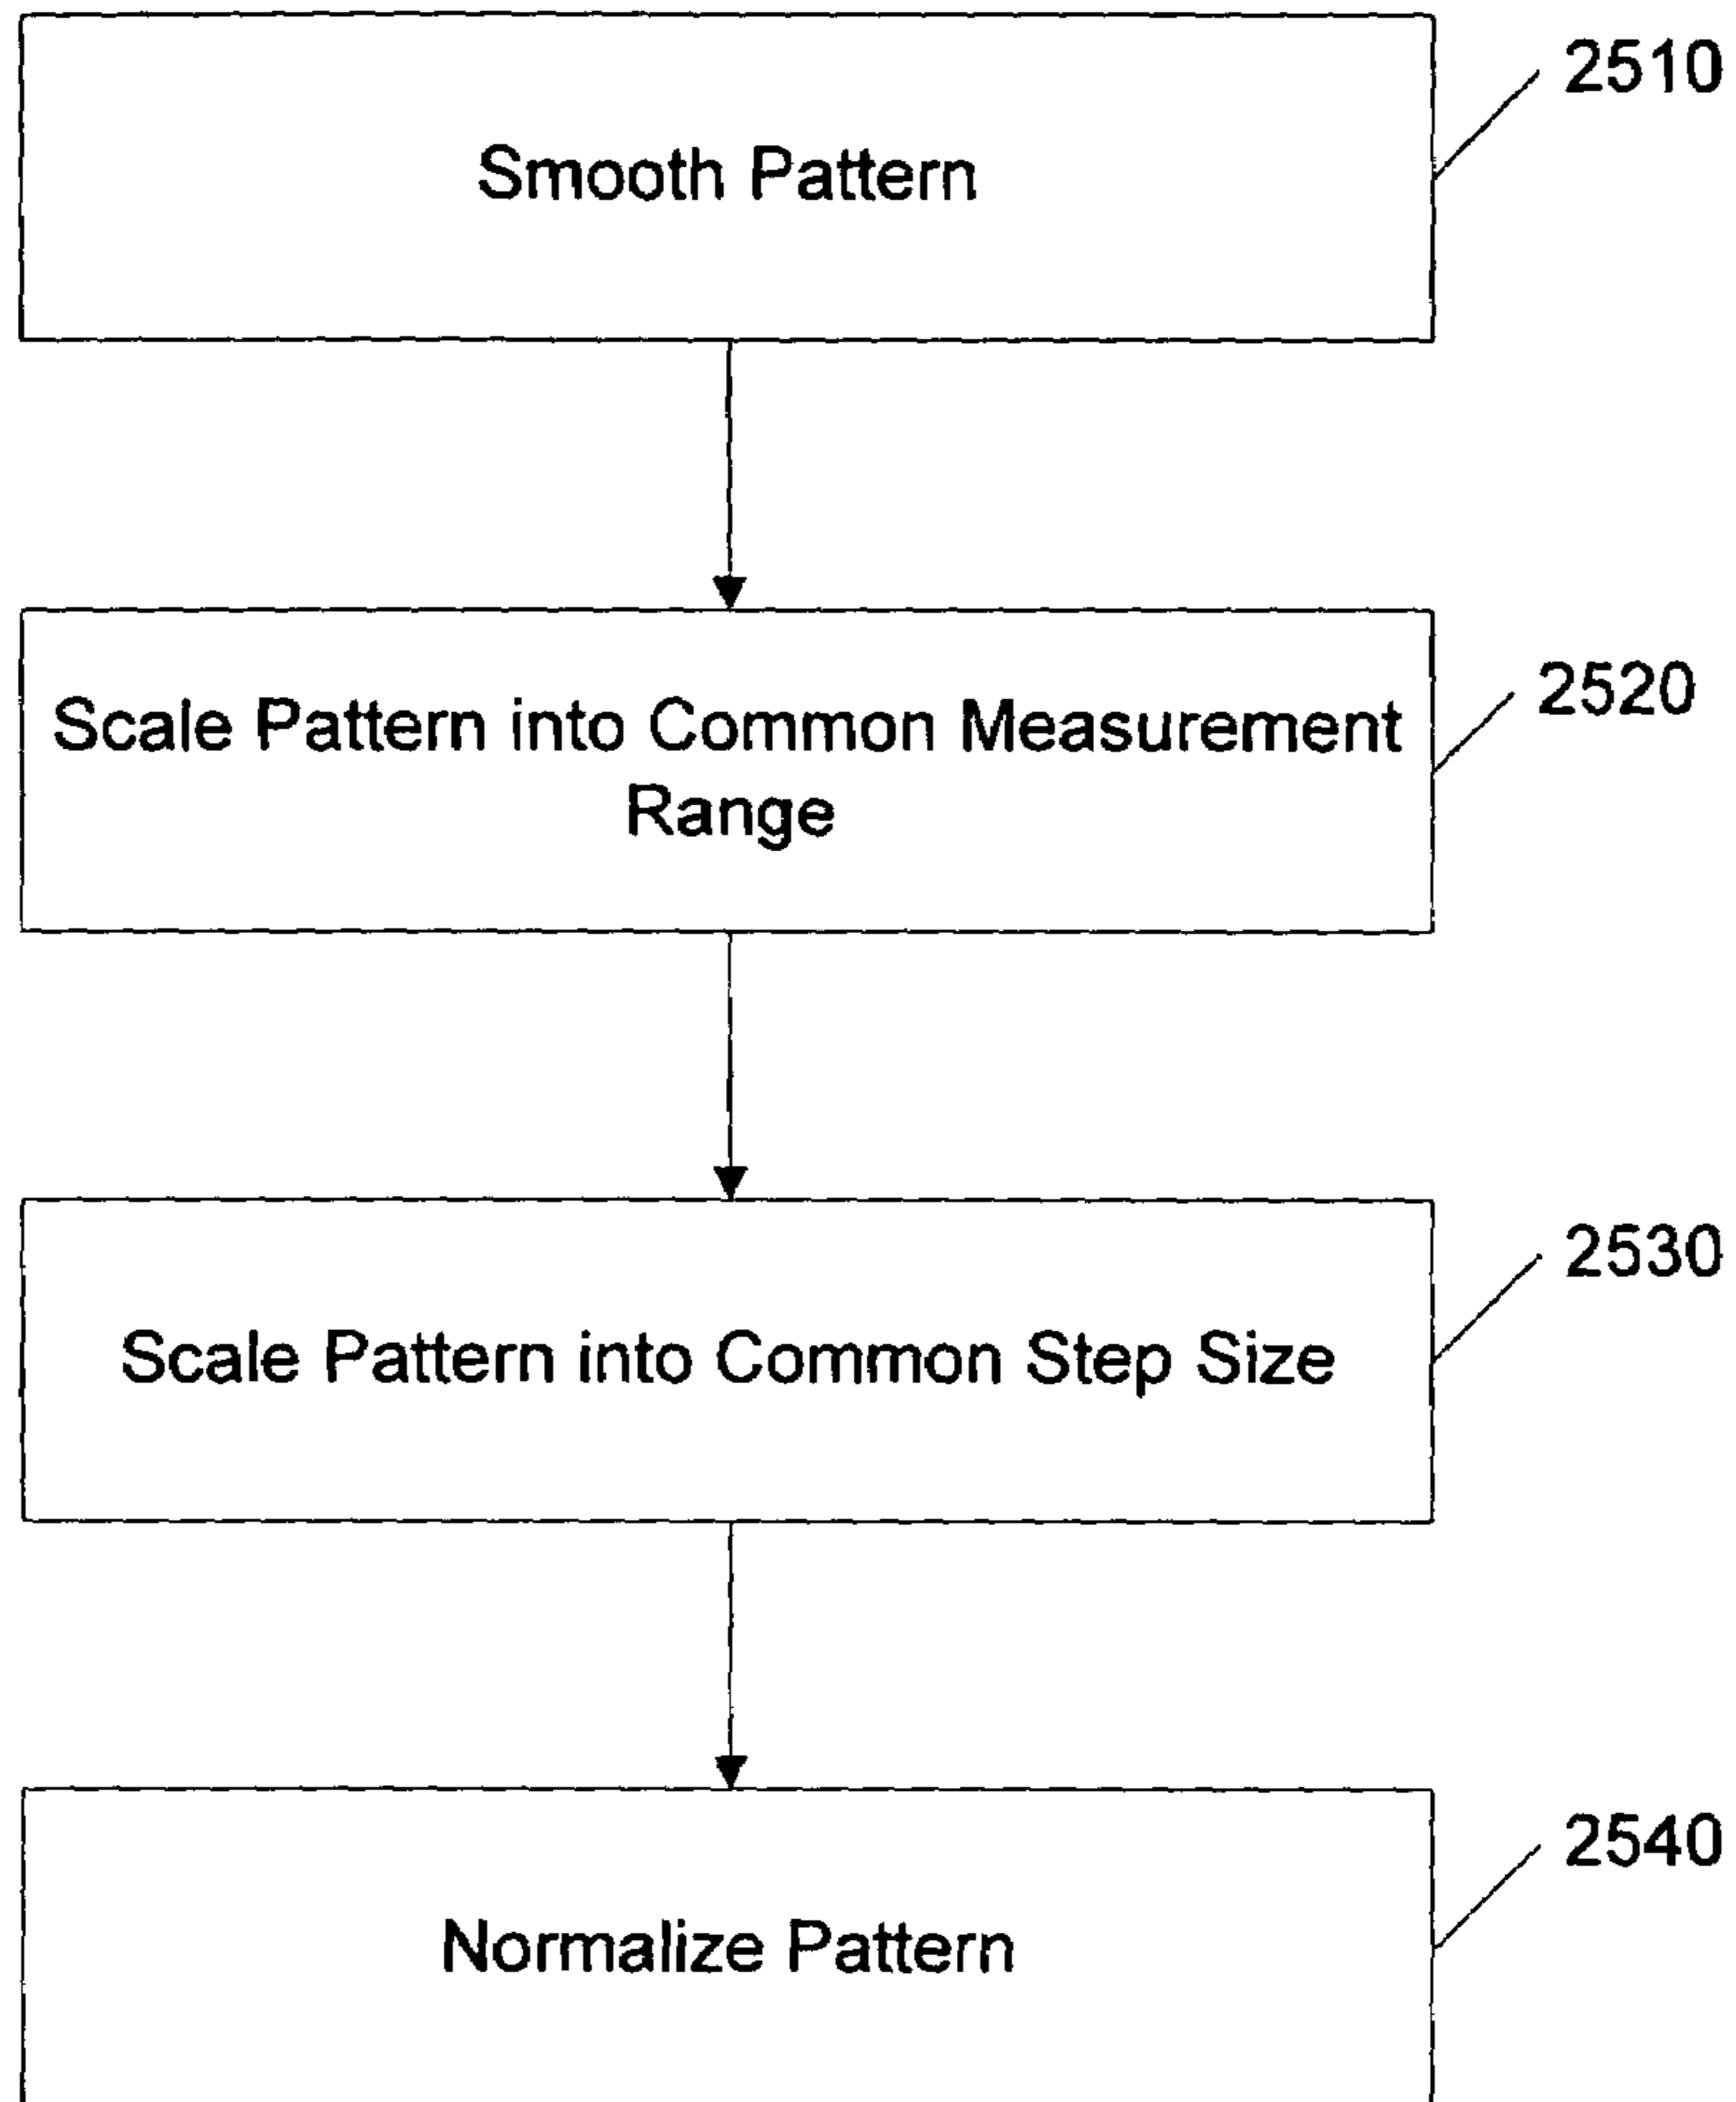 2510
Smooth Pattern
2520
Scale Pattern into Common Measurement
Range
2530
Scale Pattern into Common Step Size
2540
Normalize Pattern